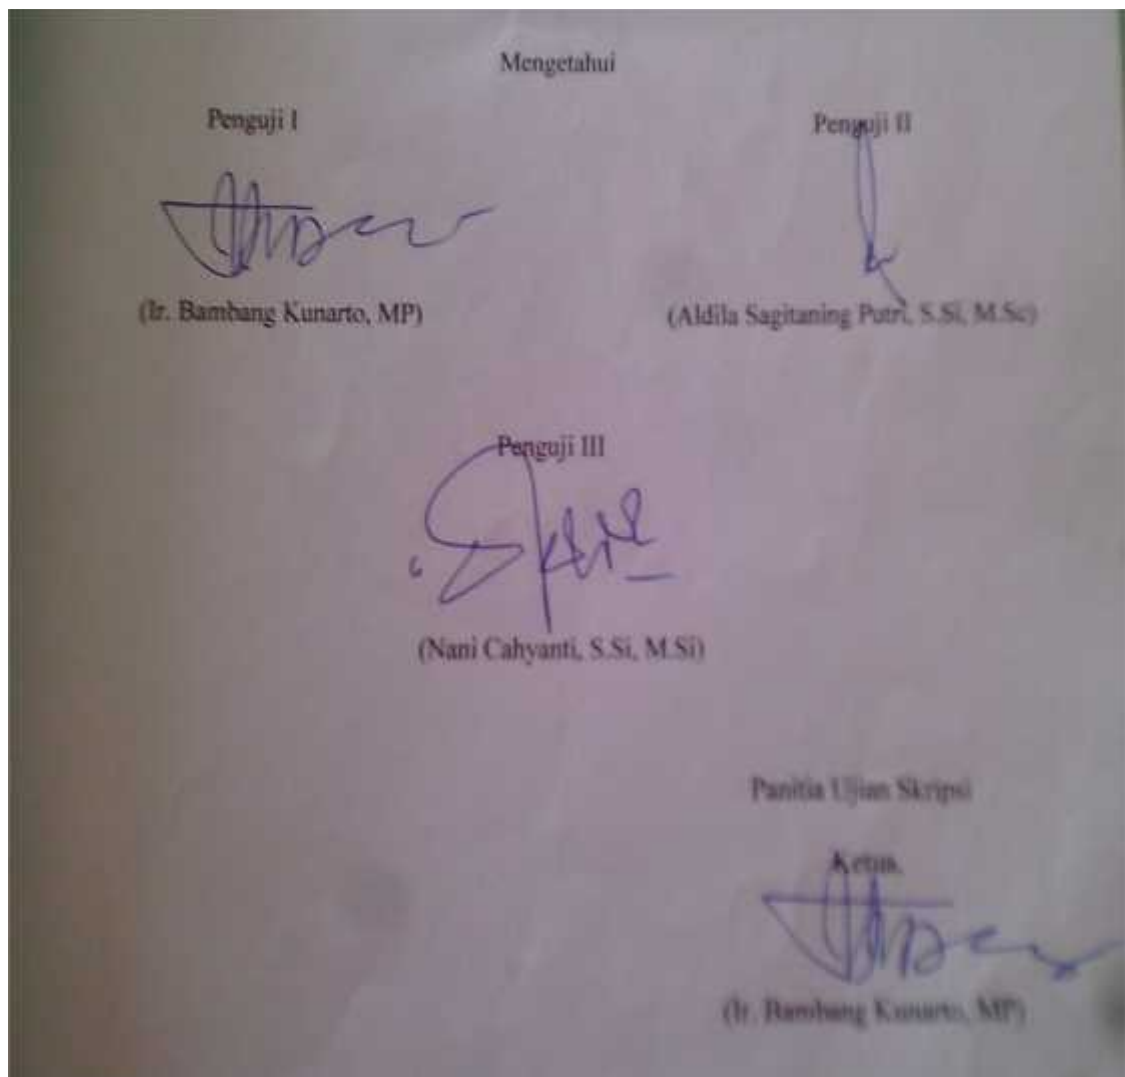 Mengetahui
Penguji I
Penguji II
(Ir. Bambang Kunarto, MP)
(Aldila Sagitaning Putri, S.Si, M.Sc)
Penguji III
(Nani Cahyanti, S.Si, M.Si)
Panitia Ujian Skripsi
Ketua,
(Ir. Bambang Kunarto, MP)